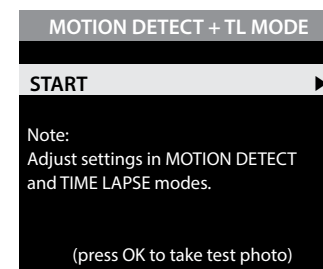 MOTION DETECT + TL MODE
START
Note:
Adjust settings in MOTION DETECT
and TIME LAPSE modes.
(press OK to take test photo)